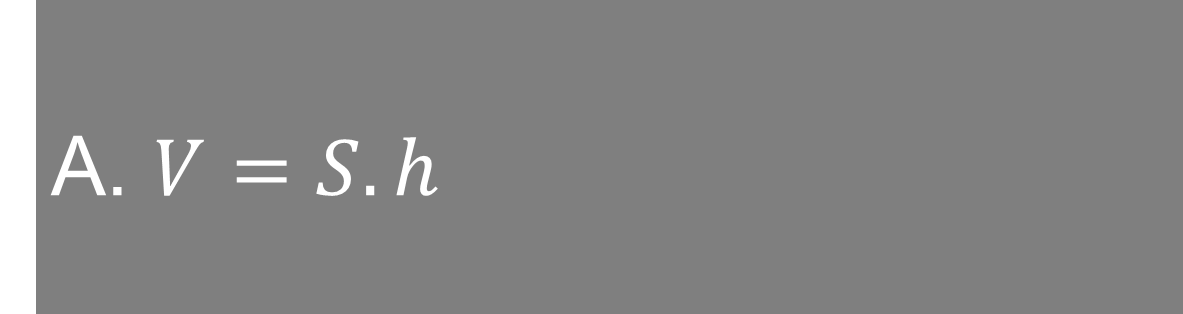 A. V = S. h